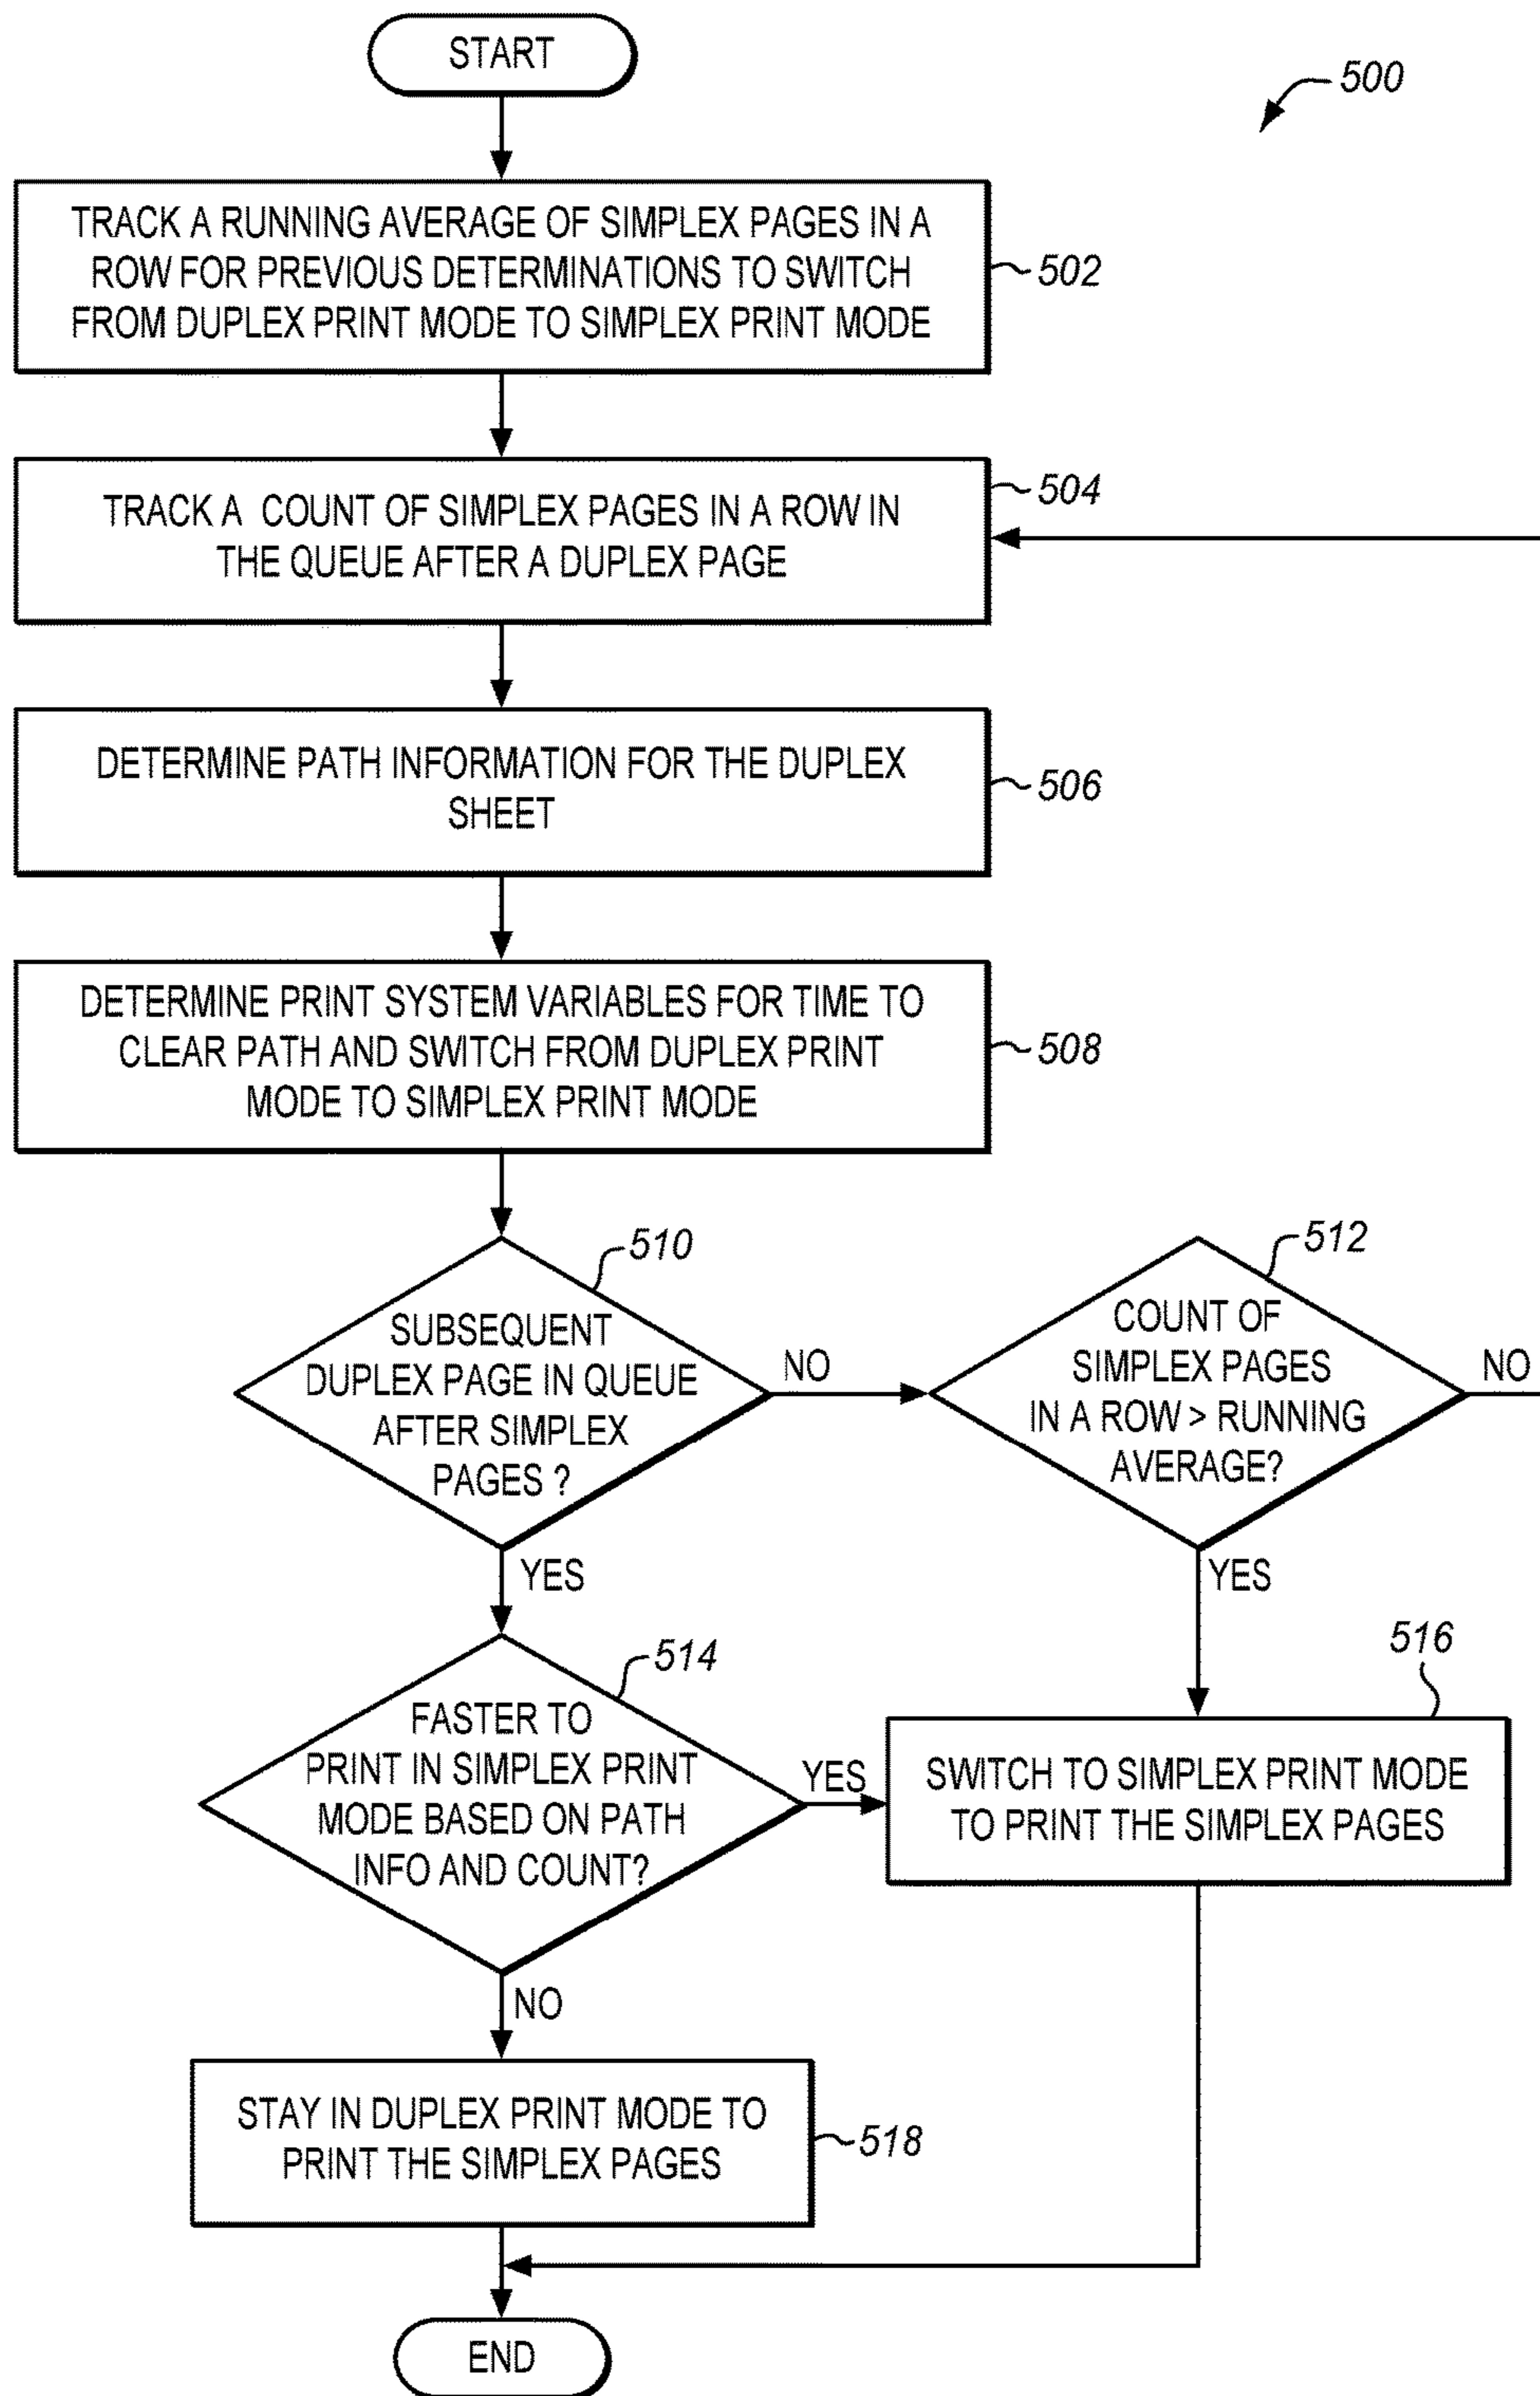 START
500
TRACK A RUNNING AVERAGE OF SIMPLEX PAGES IN A
ROW FOR PREVIOUS DETERMINATIONS TO SWITCH
FROM DUPLEX PRINT MODE TO SIMPLEX PRINT MODE
502
TRACK A COUNT OF SIMPLEX PAGES IN A ROW IN
THE QUEUE AFTER A DUPLEX PAGE
504
DETERMINE PATH INFORMATION FOR THE DUPLEX
SHEET
506
DETERMINE PRINT SYSTEM VARIABLES FOR TIME TO
CLEAR PATH AND SWITCH FROM DUPLEX PRINT
MODE TO SIMPLEX PRINT MODE
508
510
SUBSEQUENT
DUPLEX PAGE IN QUEUE
AFTER SIMPLEX
PAGES ?
NO
YES
512
COUNT OF
SIMPLEX PAGES
IN A ROW > RUNNING
AVERAGE?
NO
YES
514
FASTER TO
PRINT IN SIMPLEX PRINT
MODE BASED ON PATH
INFO AND COUNT?
YES
NO
516
SWITCH TO SIMPLEX PRINT MODE
TO PRINT THE SIMPLEX PAGES
STAY IN DUPLEX PRINT MODE TO
PRINT THE SIMPLEX PAGES
518
END